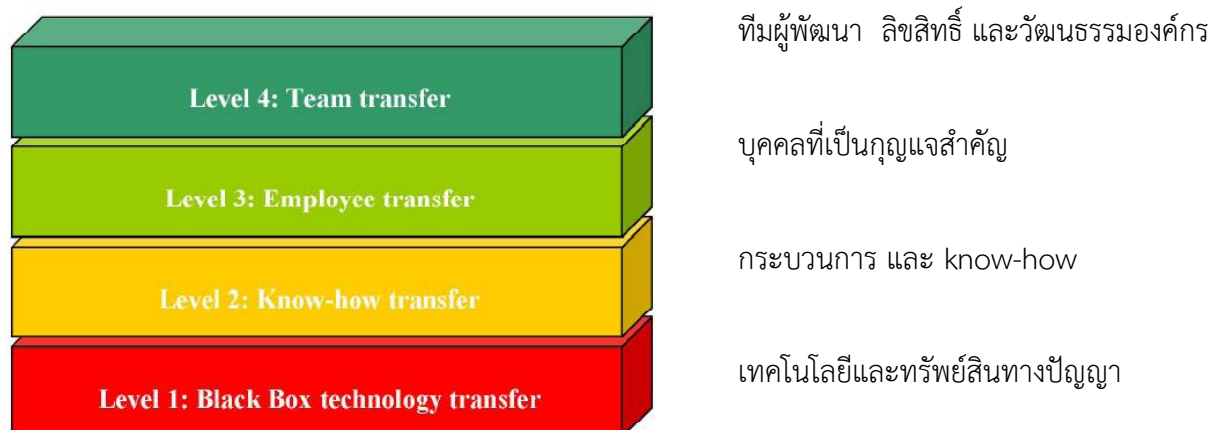 ทีมผู้พัฒนา ลิขสิทธิ์ และวัฒนธรรมองค์กร
Level 4: Team transfer
บุคคลที่เป็นกุญแจสำคัญ
Level 3: Employee transfer
กระบวนการ และ know-how
Level 2: Know-how transfer
เทคโนโลยีและทรัพย์สินทางปัญญา
Level 1: Black Box technology transfer